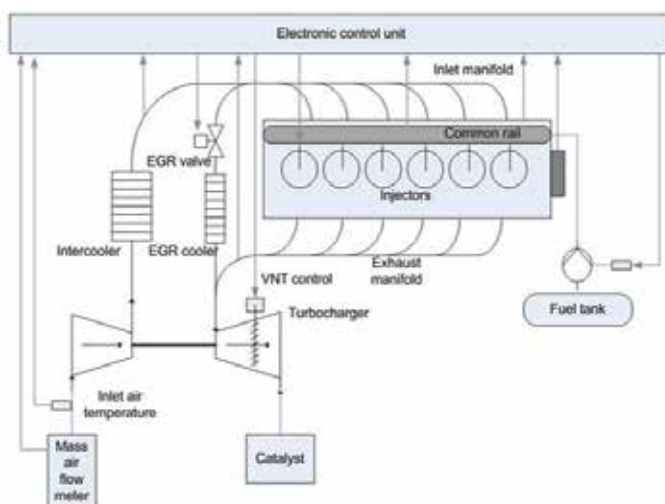 Electronic control unit
Inlet manifold
Common rail
EGR valve
Injectors
Intercooler
EGR cooler
Exhaust
manifold
VNT control
Turbocharger
Fuel tank
Inlet air
temperature
Mass
air
flow
meter
Catalyst